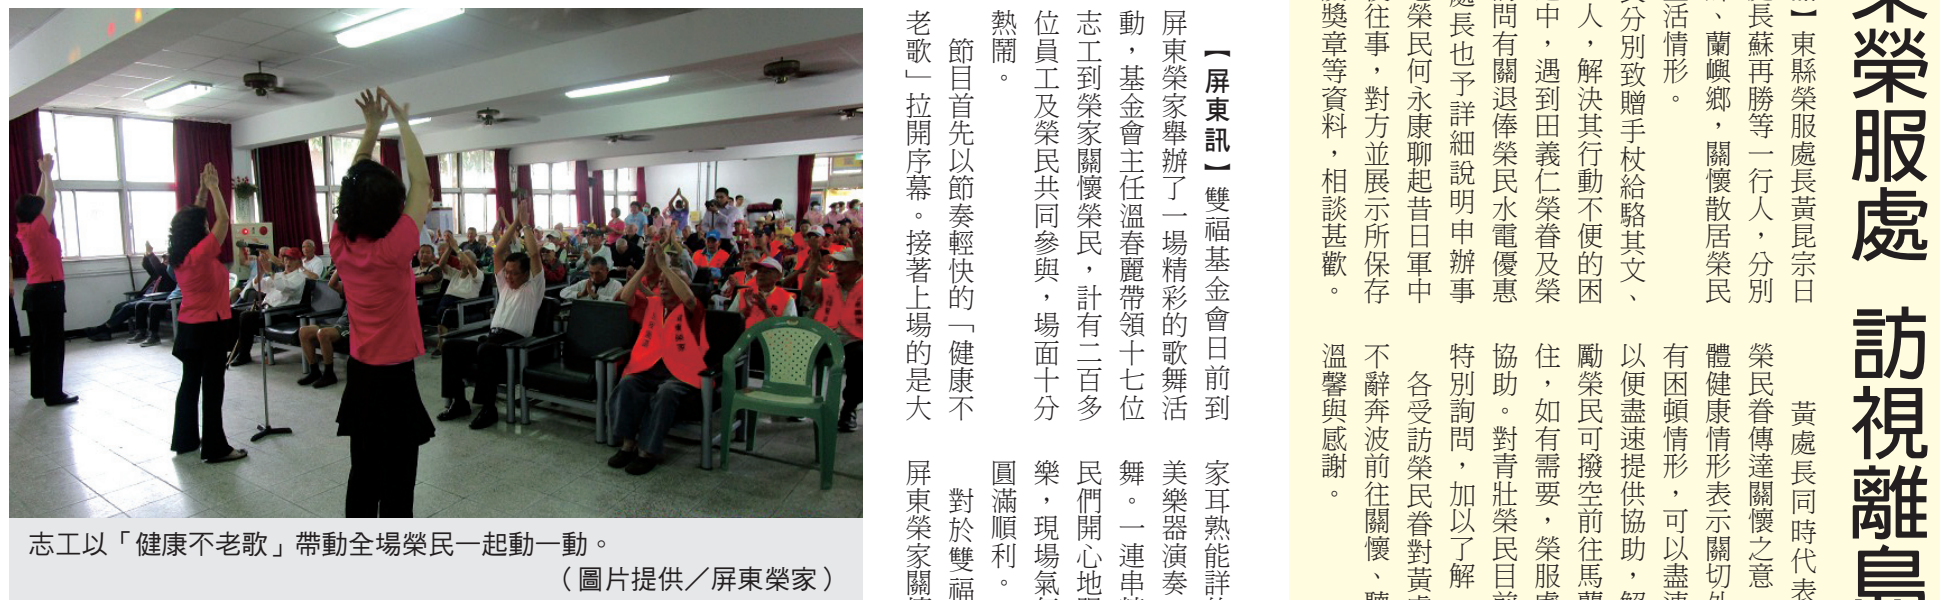 榮服處 訪視離島
】東縣榮服處長黃昆宗日
長蘇再勝等一行人，分別
、蘭嶼鄉，關懷散居榮民
活情形。
分別致贈手杖給駱其文、
人，解決其行動不便的困
中，遇到田義仁榮眷及榮
問有關退俸榮民水電優惠
處長也予詳細說明申辦事
榮民何永康聊起昔日軍中
往事，對方並展示所保存
獎章等資料，相談甚歡。
黃處長同時代表
榮民眷傳達關懷之意
體健康情形表示關切外
有困頓情形，可以盡速
以便盡速提供協助，解
勵榮民可撥空前往馬蘭
住，如有需要，榮服處
協助。對青壯榮民目前
特別詢問，加以了解
各受訪榮民眷對黃處
不辭奔波前往關懷、聽
溫馨與感謝。
【屏東訊】雙福基金會日前到
屏東榮家舉辦了一場精彩的歌舞活
動，基金會主任溫春麗帶領十七位
志工到榮家關懷榮民，計有二百多
位員工及榮民共同參與，場面十分
熱鬧。
節目首先以節奏輕快的「健康不
老歌」拉開序幕。接著上場的是大
家耳熟能詳的
美樂器演奏
舞。一連串
民們開心地
樂，現場氣
圓滿順利。
對於雙福
屏東榮家關
志工以「健康不老歌」帶動全場榮民一起動一動。
（圖片提供／屏東榮家）